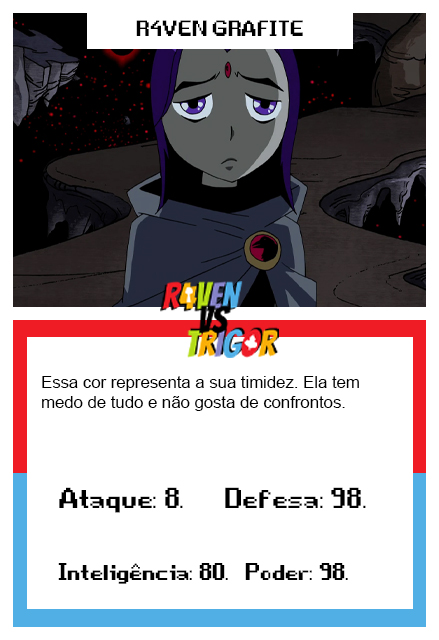 R4VEN GRAFITE
R4VEN
VS
TRIGOR
Essa cor representa a sua timidez. Ela tem
medo de tudo e não gosta de confrontos.
Ataque: 8. Defesa: 98.
Inteligência: 80. Poder: 98.